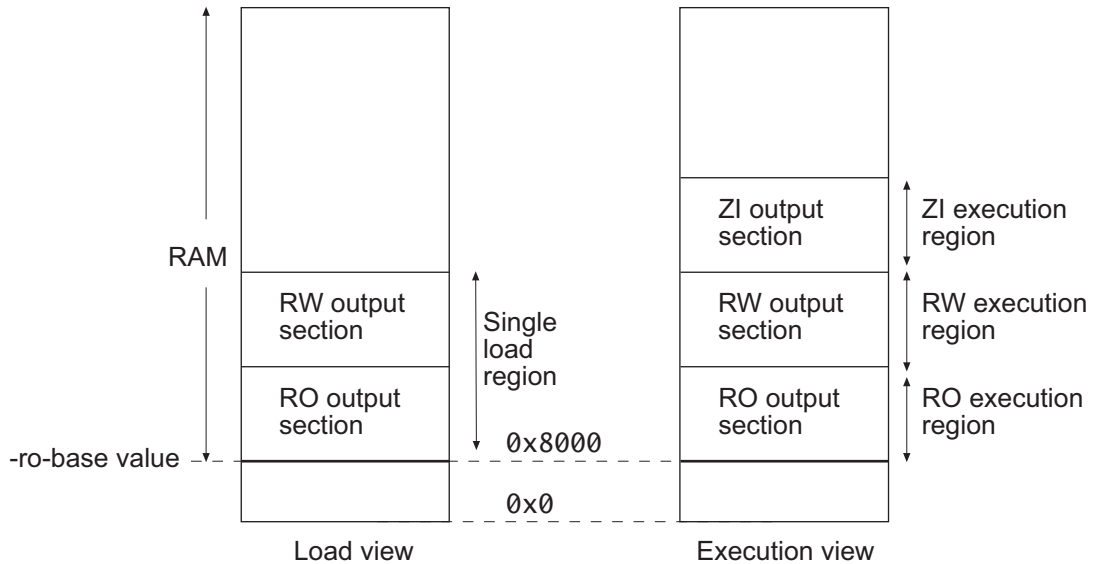 ZI output
section
ZI execution
region
RAM
RW output
section
Single
load
region
RW output
section
RW execution
region
RO output
section
RO output
section
RO execution
region
-ro-base value
0x8000
0x0
Load view
Execution view